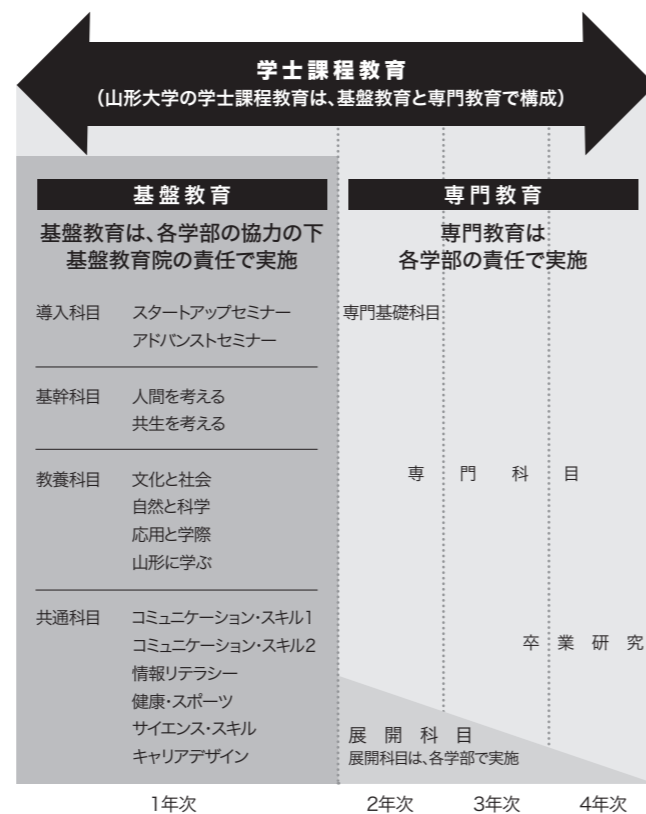 学士課程教育
(山形大学の学士課程教育は、基盤教育と専門教育で構成)
基盤教育
基盤教育は、各学部の協力の下
基盤教育院の責任で実施
導入科目 スタートアップセミナー
アドバンストセミナー
基幹科目 人間を考える
共生を考える
教養科目 文化と社会
自然と科学
応用と学際
山形に学ぶ
共通科目 コミュニケーション・スキル1
コミュニケーション・スキル2
情報リテラシー
健康・スポーツ
サイエンス・スキル
キャリアデザイン
専門教育
専門教育は
各学部の責任で実施
専門基礎科目
専門科目
卒業研究
展開科目
展開科目は、各学部で実施
1年次 2年次 3年次 4年次